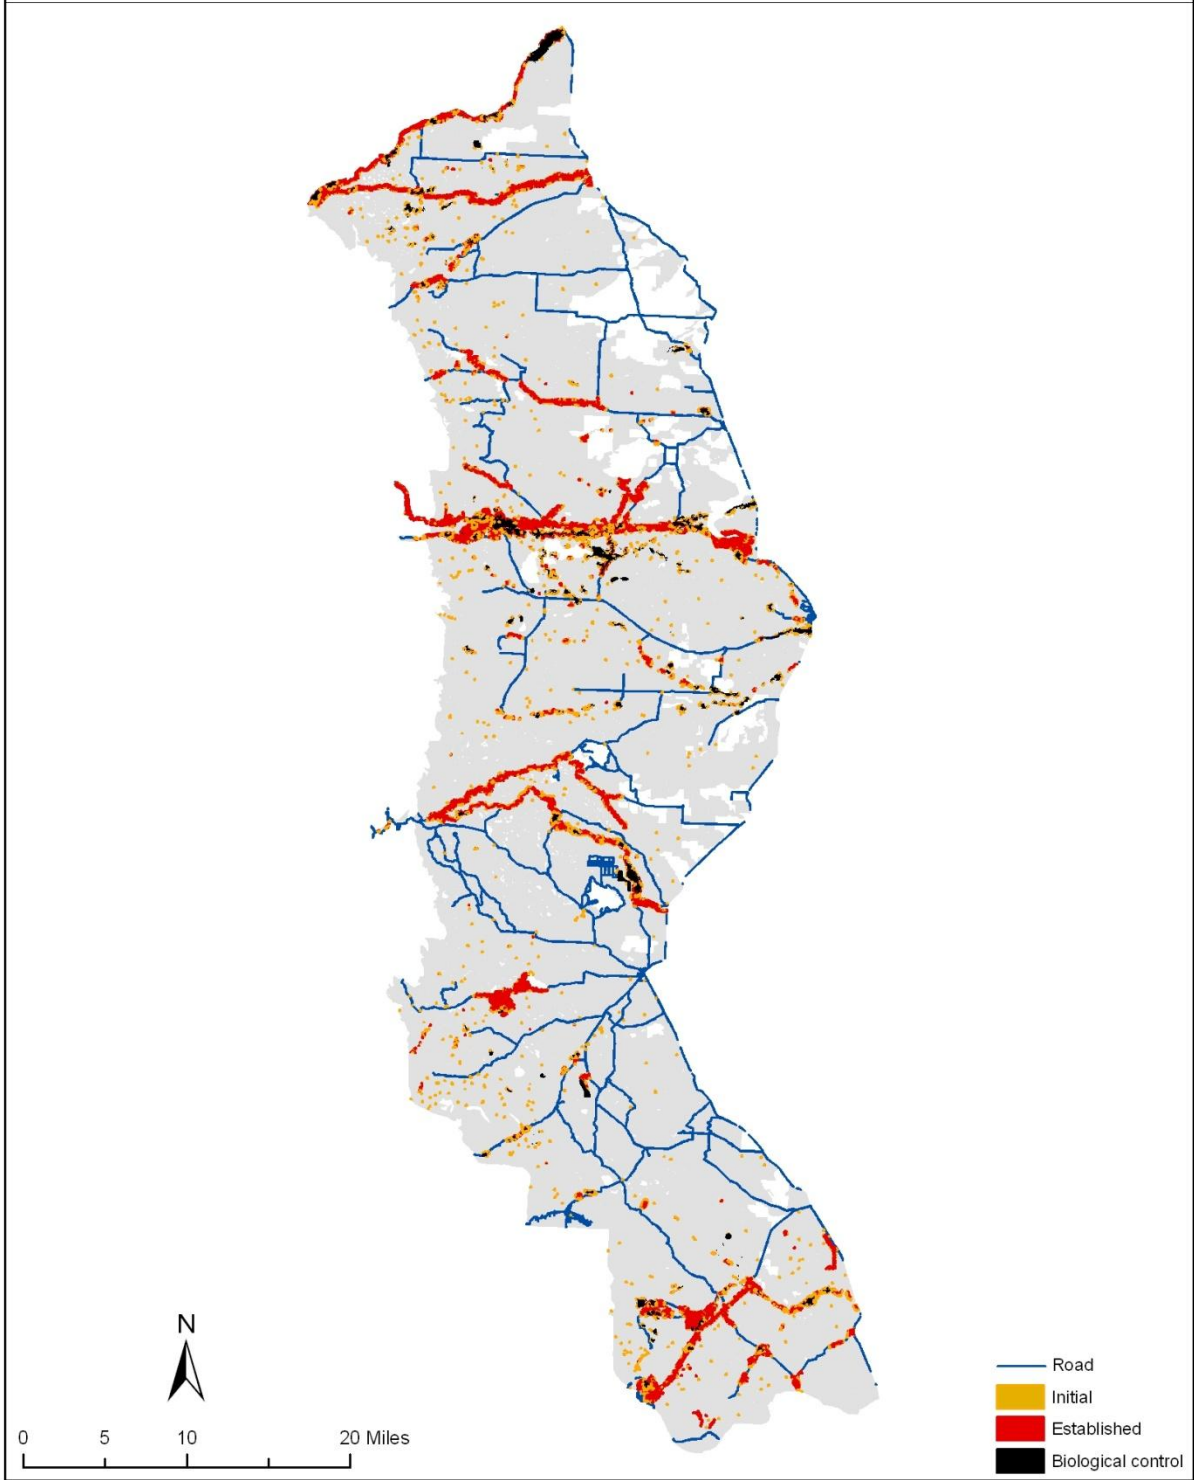 N
0 5 10 20 Miles
Road
Initial
Established
Biological control